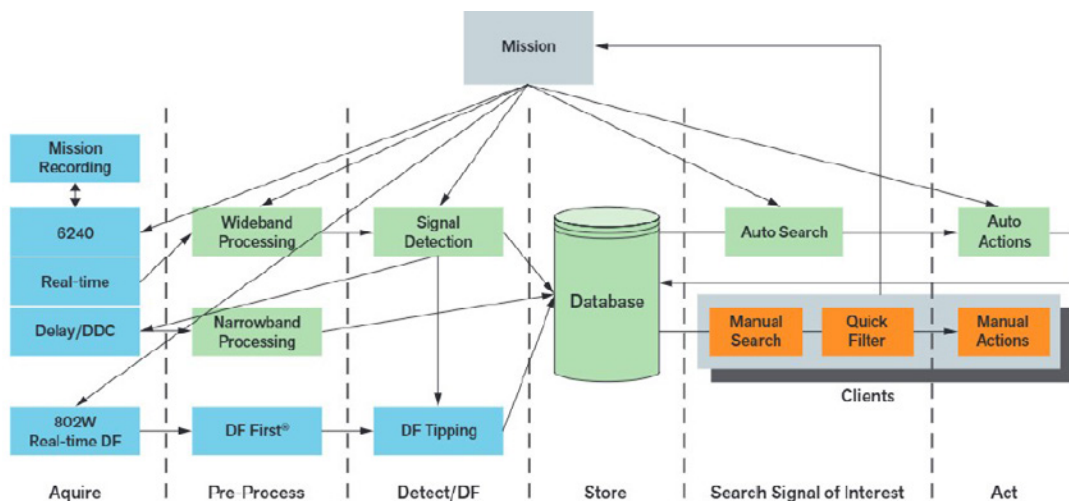 Mission
Mission
Recording
6240
Real-time
Delay/DDC
802W
Real-time DF
Wideband
Processing
Narrowband
Processing
DF First®
Signal
Detection
DF Tipping
Database
Auto Search
Auto
Actions
Manual
Search
Quick
Filter
Manual
Actions
Clients
Aquire
Pre-Process
Detect/DF
Store
Search Signal of Interest
Act